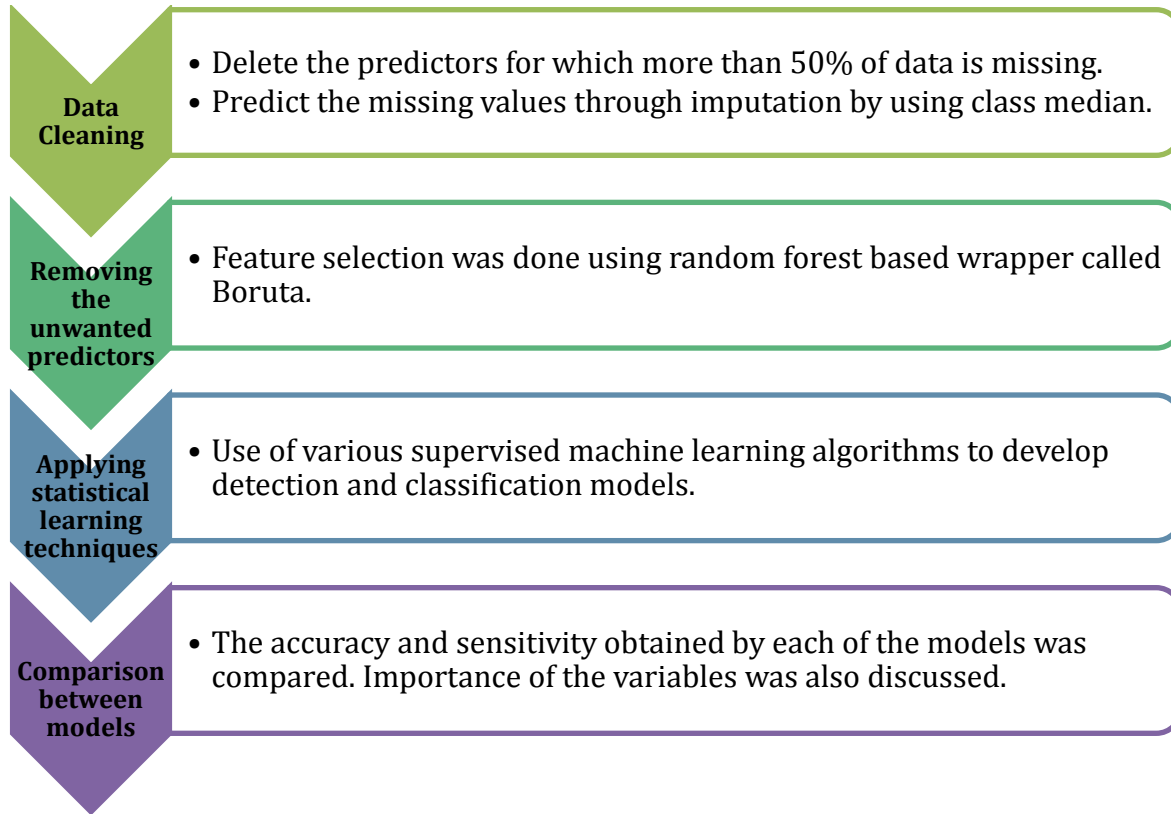 Data
Cleaning
• Delete the predictors for which more than 50% of data is missing.
• Predict the missing values through imputation by using class median.
Removing
the
unwanted
predictors
• Feature selection was done using random forest based wrapper called
Boruta.
Applying
statistical
learning
techniques
• Use of various supervised machine learning algorithms to develop
detection and classification models.
Comparison
between
models
• The accuracy and sensitivity obtained by each of the models was
compared. Importance of the variables was also discussed.